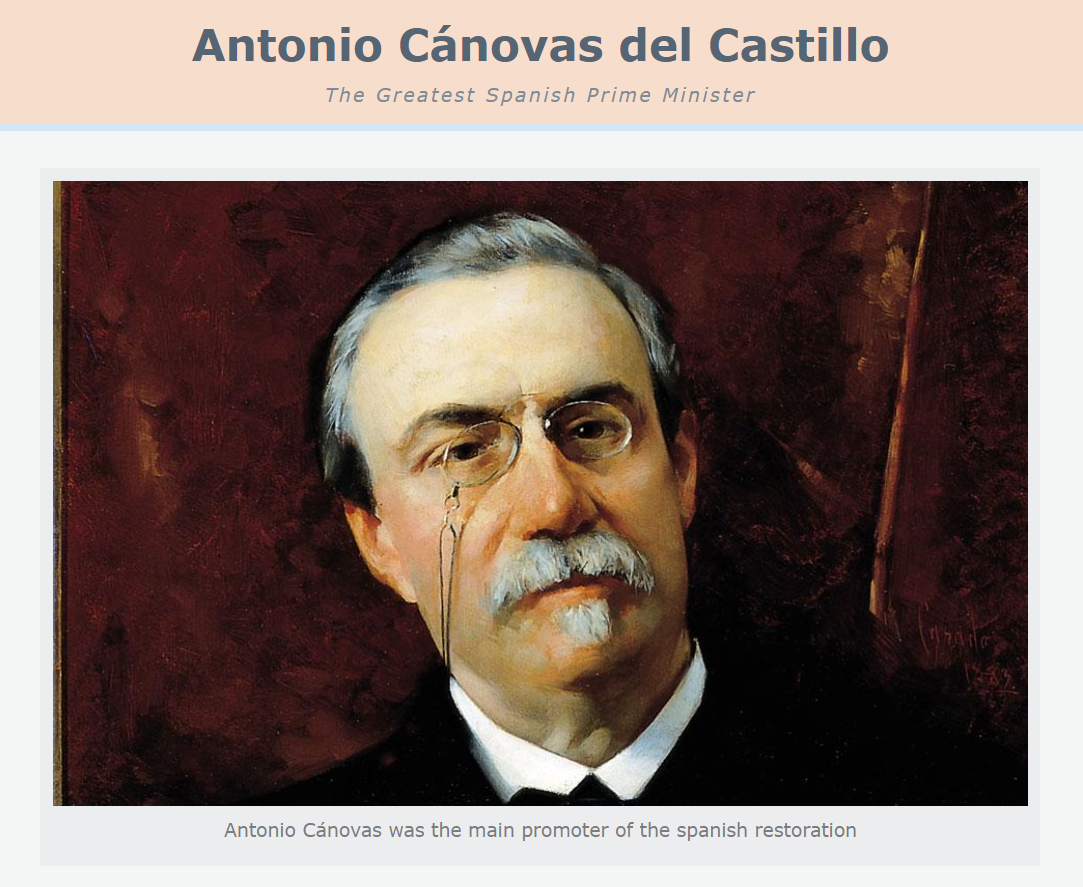 Antonio Cánovas del Castillo
The Greatest Spanish Prime Minister
Antonio Cánovas was the main promoter of the spanish restoration